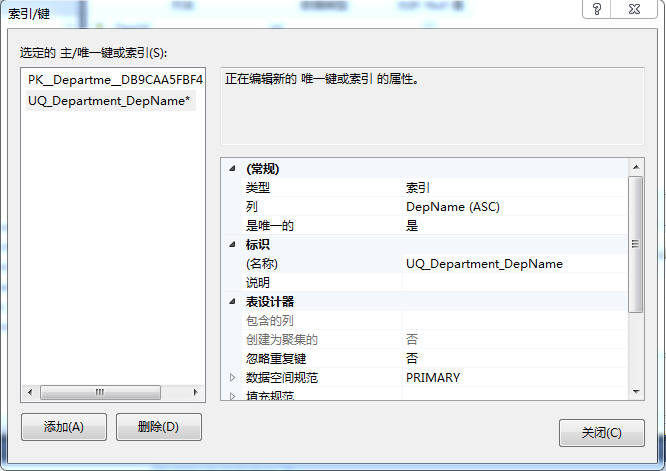 索引/键
选定的 主/唯一键或索引(S):
PK__Departme__DB9CAA5FBF4
UQ_Department_DepName*
正在编辑新的 唯一键或索引 的属性。
(常规)
类型 索引
列 DepName (ASC)
是唯一的 是
标识
(名称) UQ_Department_DepName
说明
表设计器
包含的列
创建为聚集的 否
忽略重复键 否
数据空间规范 PRIMARY
填充规范
添加(A) 删除(D)
关闭(C)